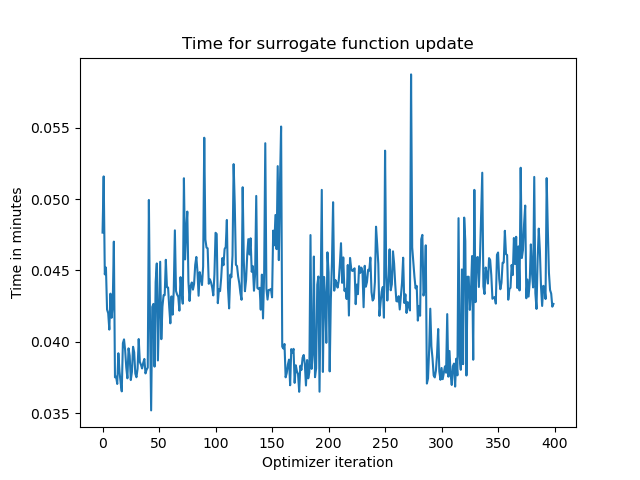 Time for surrogate function update
0.055
0.050
0.045
0.040
0.035
Time in minutes
0 50 100 150 200 250 300 350 400
Optimizer iteration